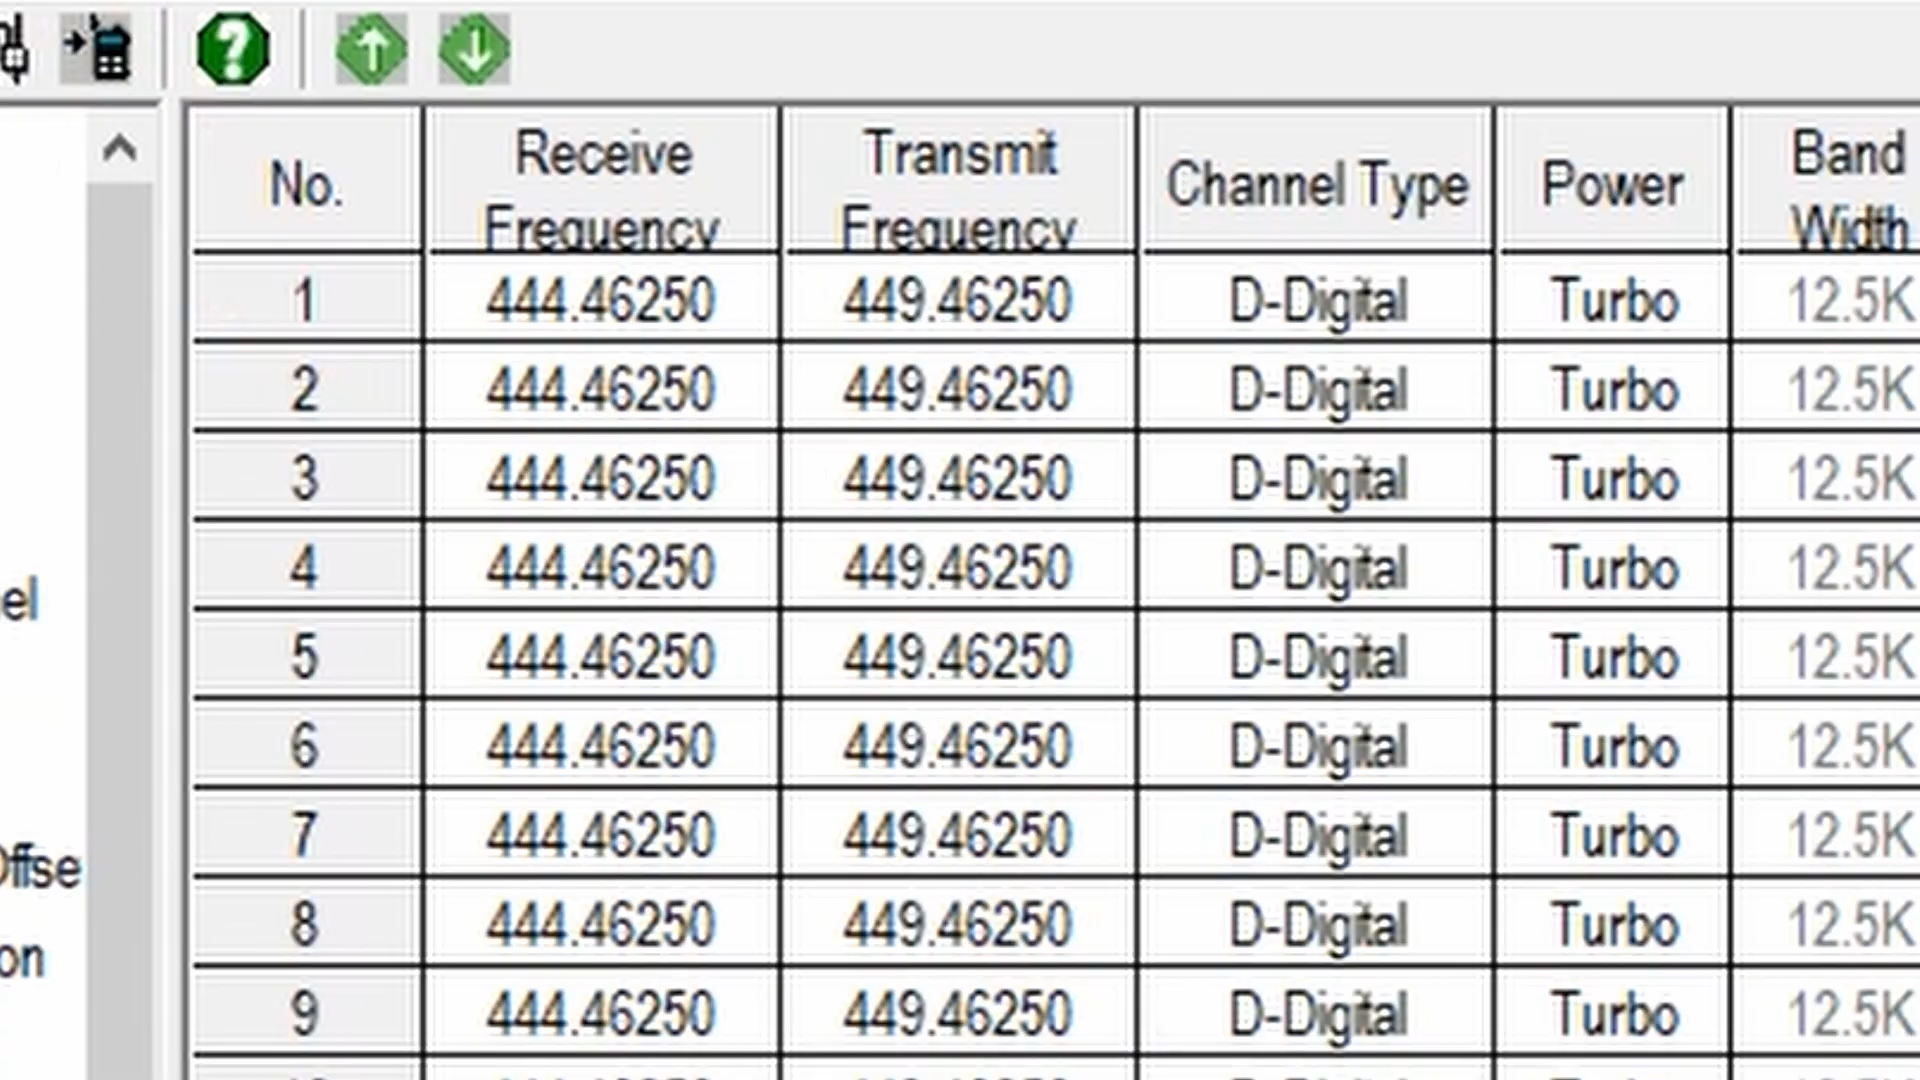 No. Receive Frequency Transmit Frequency Channel Type Power Band Width
1 444.46250 449.46250 D-Digital Turbo 12.5K
2 444.46250 449.46250 D-Digital Turbo 12.5K
3 444.46250 449.46250 D-Digital Turbo 12.5K
4 444.46250 449.46250 D-Digital Turbo 12.5K
el
5 444.46250 449.46250 D-Digital Turbo 12.5K
6 444.46250 449.46250 D-Digital Turbo 12.5K
7 444.46250 449.46250 D-Digital Turbo 12.5K
Offse
8 444.46250 449.46250 D-Digital Turbo 12.5K
on
9 444.46250 449.46250 D-Digital Turbo 12.5K